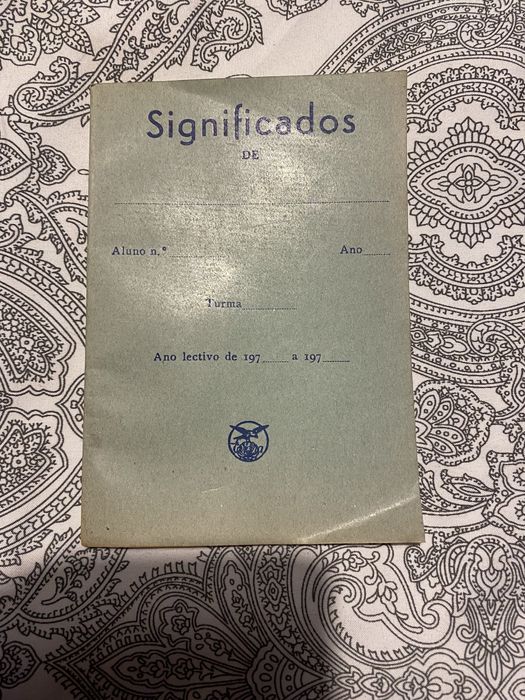 Significados
DE
Aluno n.º Ano
Turma
Ano lectivo de 197 a 197